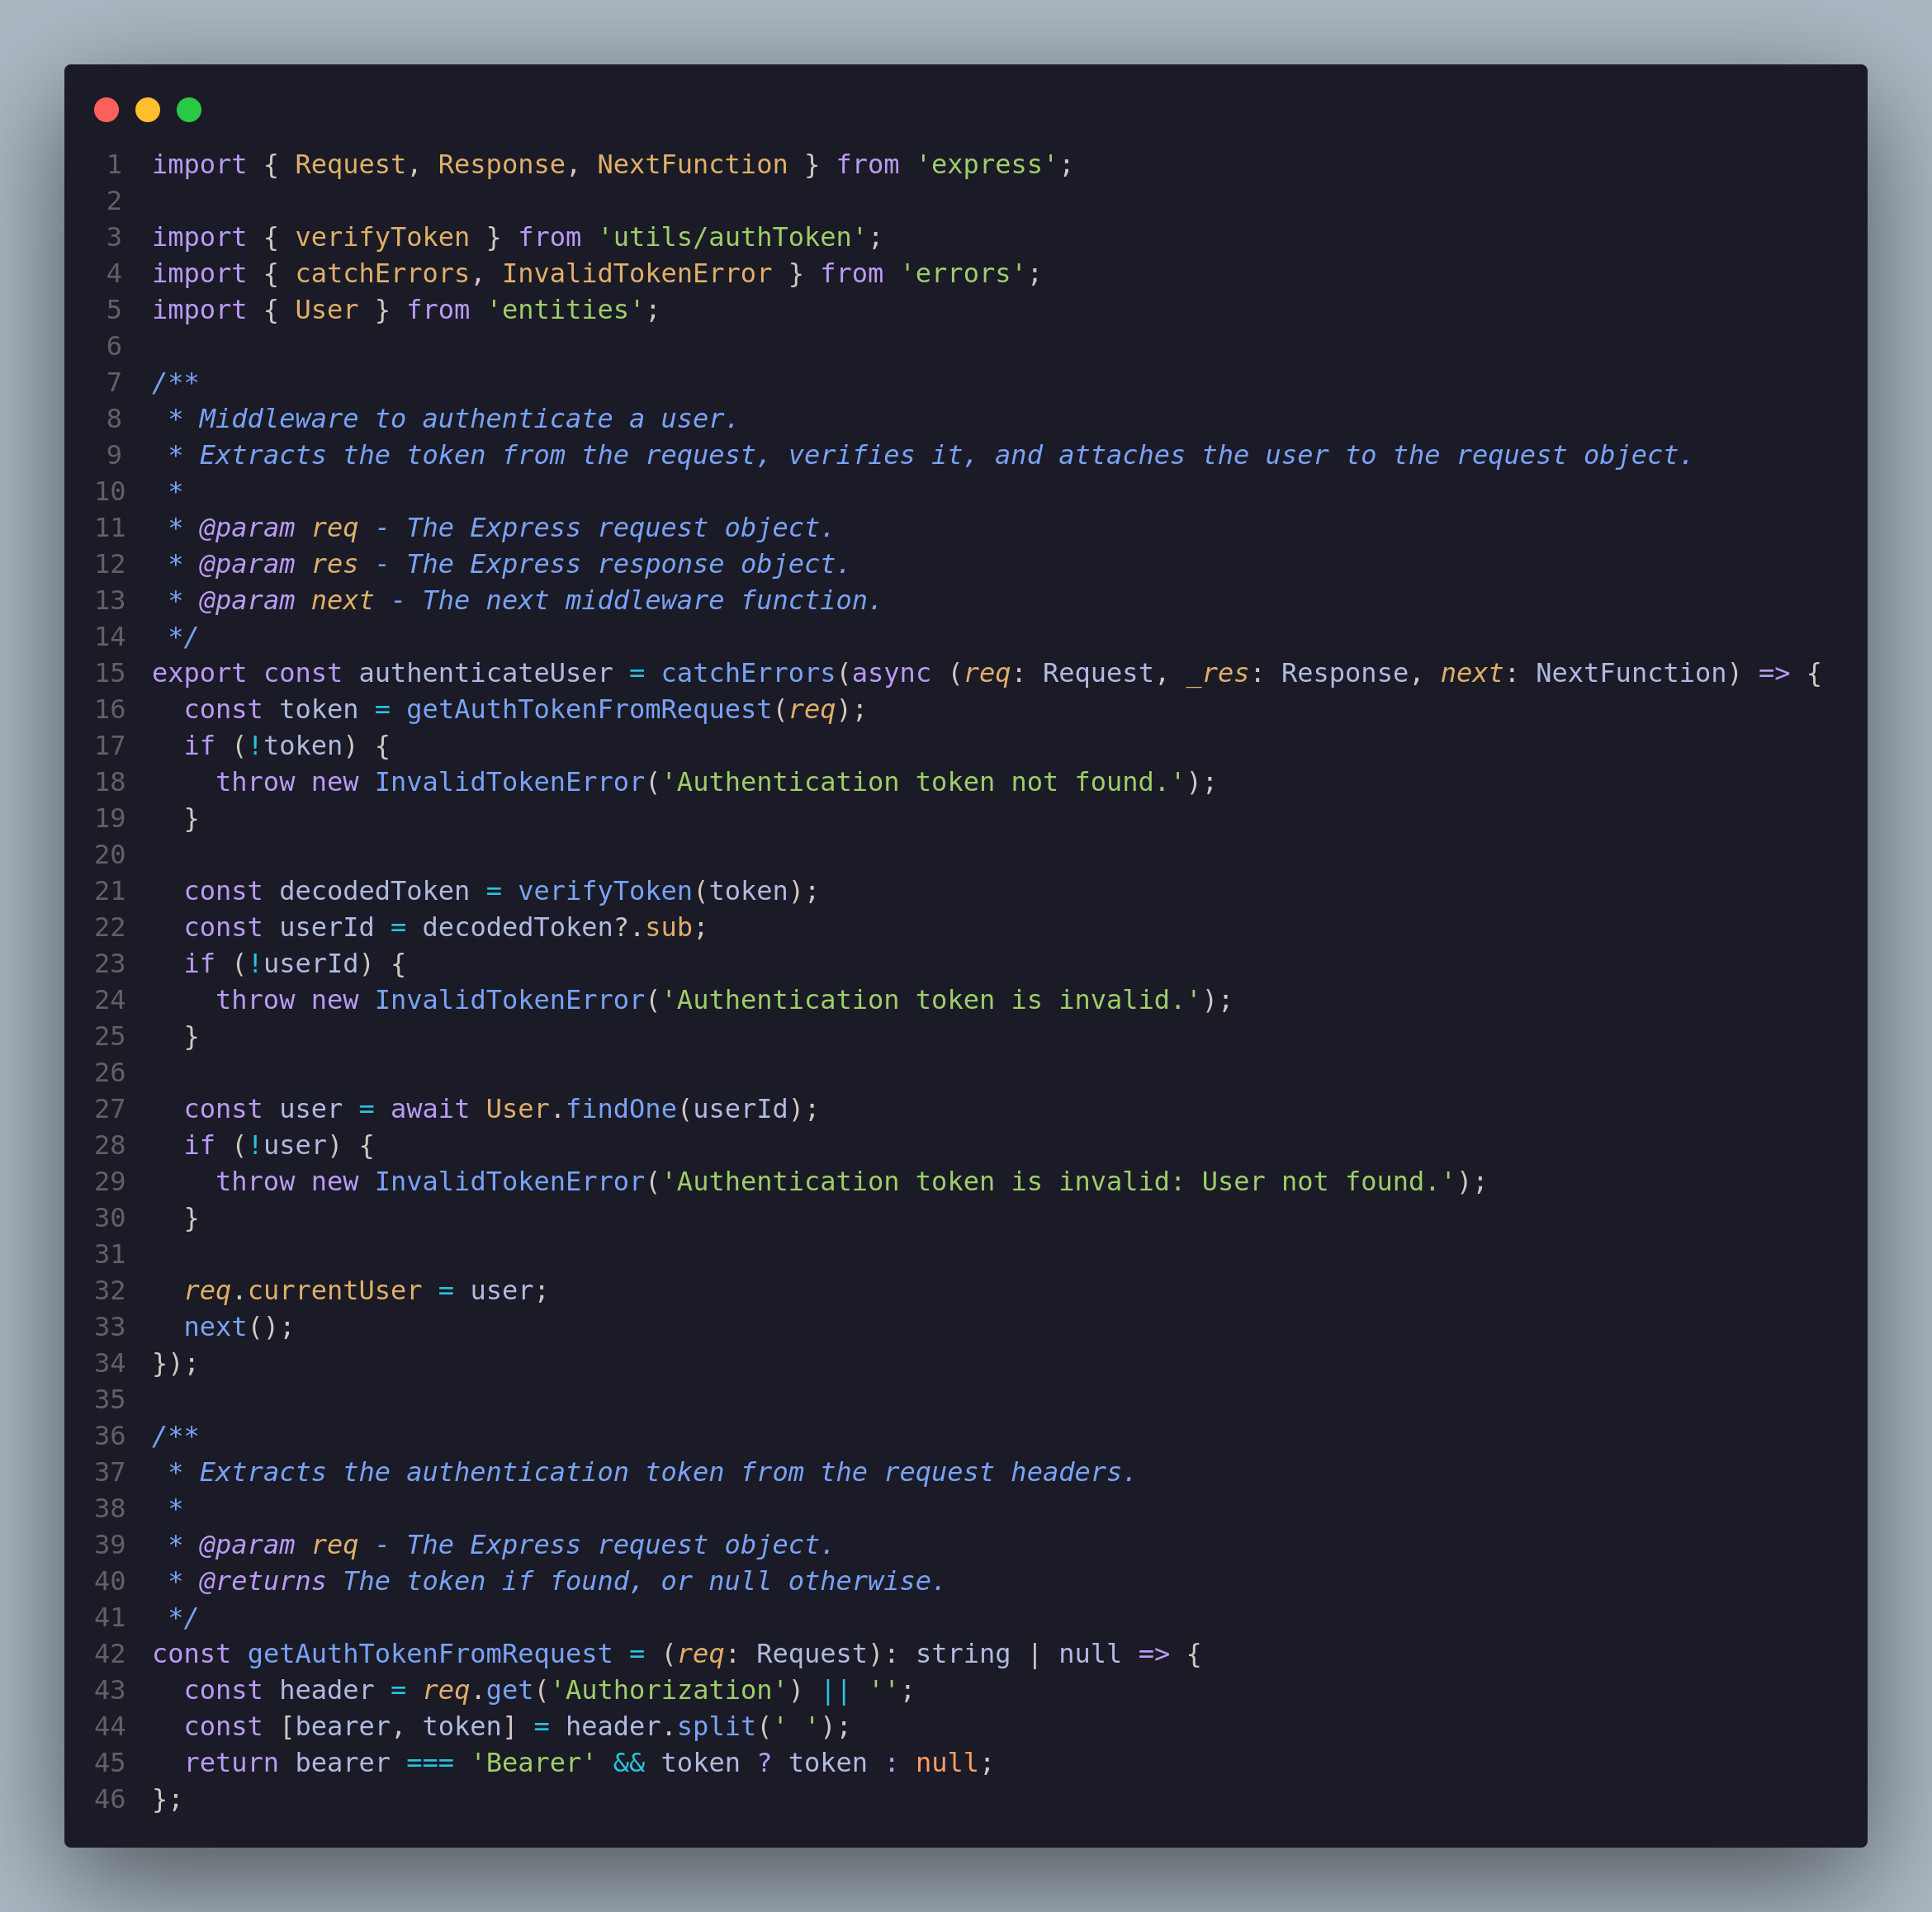 1 import { Request, Response, NextFunction } from 'express';
2
3 import { verifyToken } from 'utils/authToken';
4 import { catchErrors, InvalidTokenError } from 'errors';
5 import { User } from 'entities';
6
7 /**
8  * Middleware to authenticate a user.
9  * Extracts the token from the request, verifies it, and attaches the user to the request object.
10  *
11  * @param req - The Express request object.
12  * @param res - The Express response object.
13  * @param next - The next middleware function.
14  */
15 export const authenticateUser = catchErrors(async (req: Request, _res: Response, next: NextFunction) => {
16   const token = getAuthTokenFromRequest(req);
17   if (!token) {
18     throw new InvalidTokenError('Authentication token not found.');
19   }
20
21   const decodedToken = verifyToken(token);
22   const userId = decodedToken?.sub;
23   if (!userId) {
24     throw new InvalidTokenError('Authentication token is invalid.');
25   }
26
27   const user = await User.findOne(userId);
28   if (!user) {
29     throw new InvalidTokenError('Authentication token is invalid: User not found.');
30   }
31
32   req.currentUser = user;
33   next();
34 });
35
36 /**
37  * Extracts the authentication token from the request headers.
38  *
39  * @param req - The Express request object.
40  * @returns The token if found, or null otherwise.
41  */
42 const getAuthTokenFromRequest = (req: Request): string | null => {
43   const header = req.get('Authorization') || '';
44   const [bearer, token] = header.split(' ');
45   return bearer === 'Bearer' && token ? token : null;
46 };